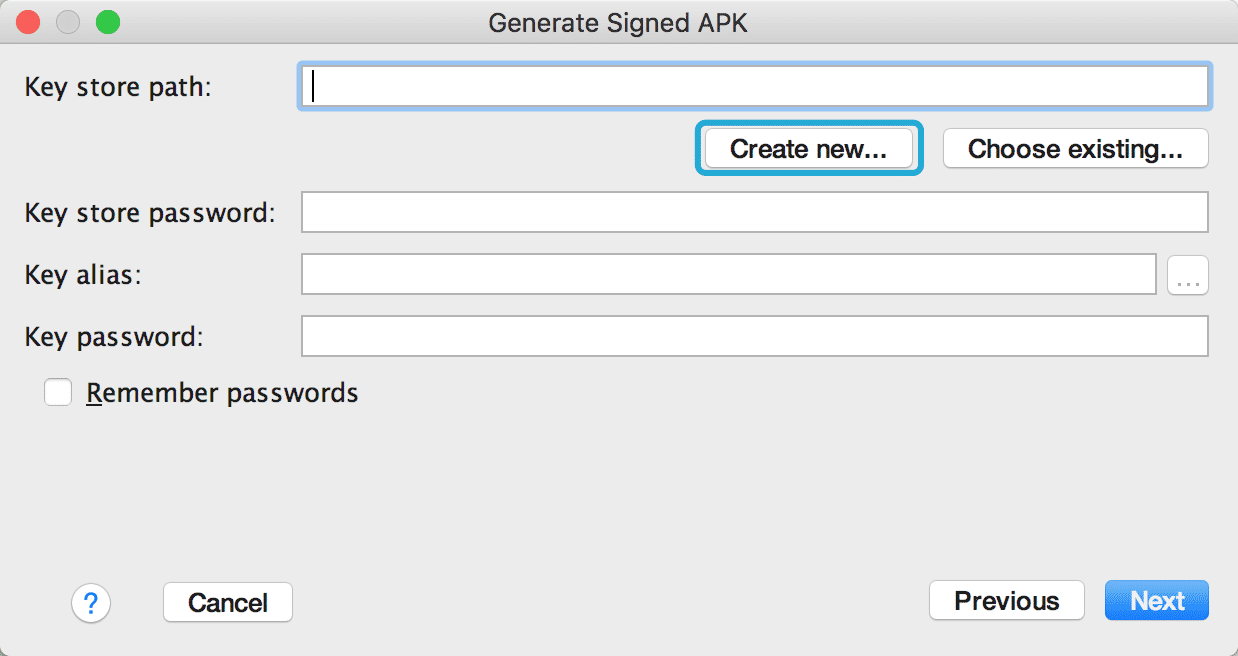 Generate Signed APK
Key store path:
Create new... Choose existing...
Key store password:
Key alias:
...
Key password:
Remember passwords
? Cancel Previous Next